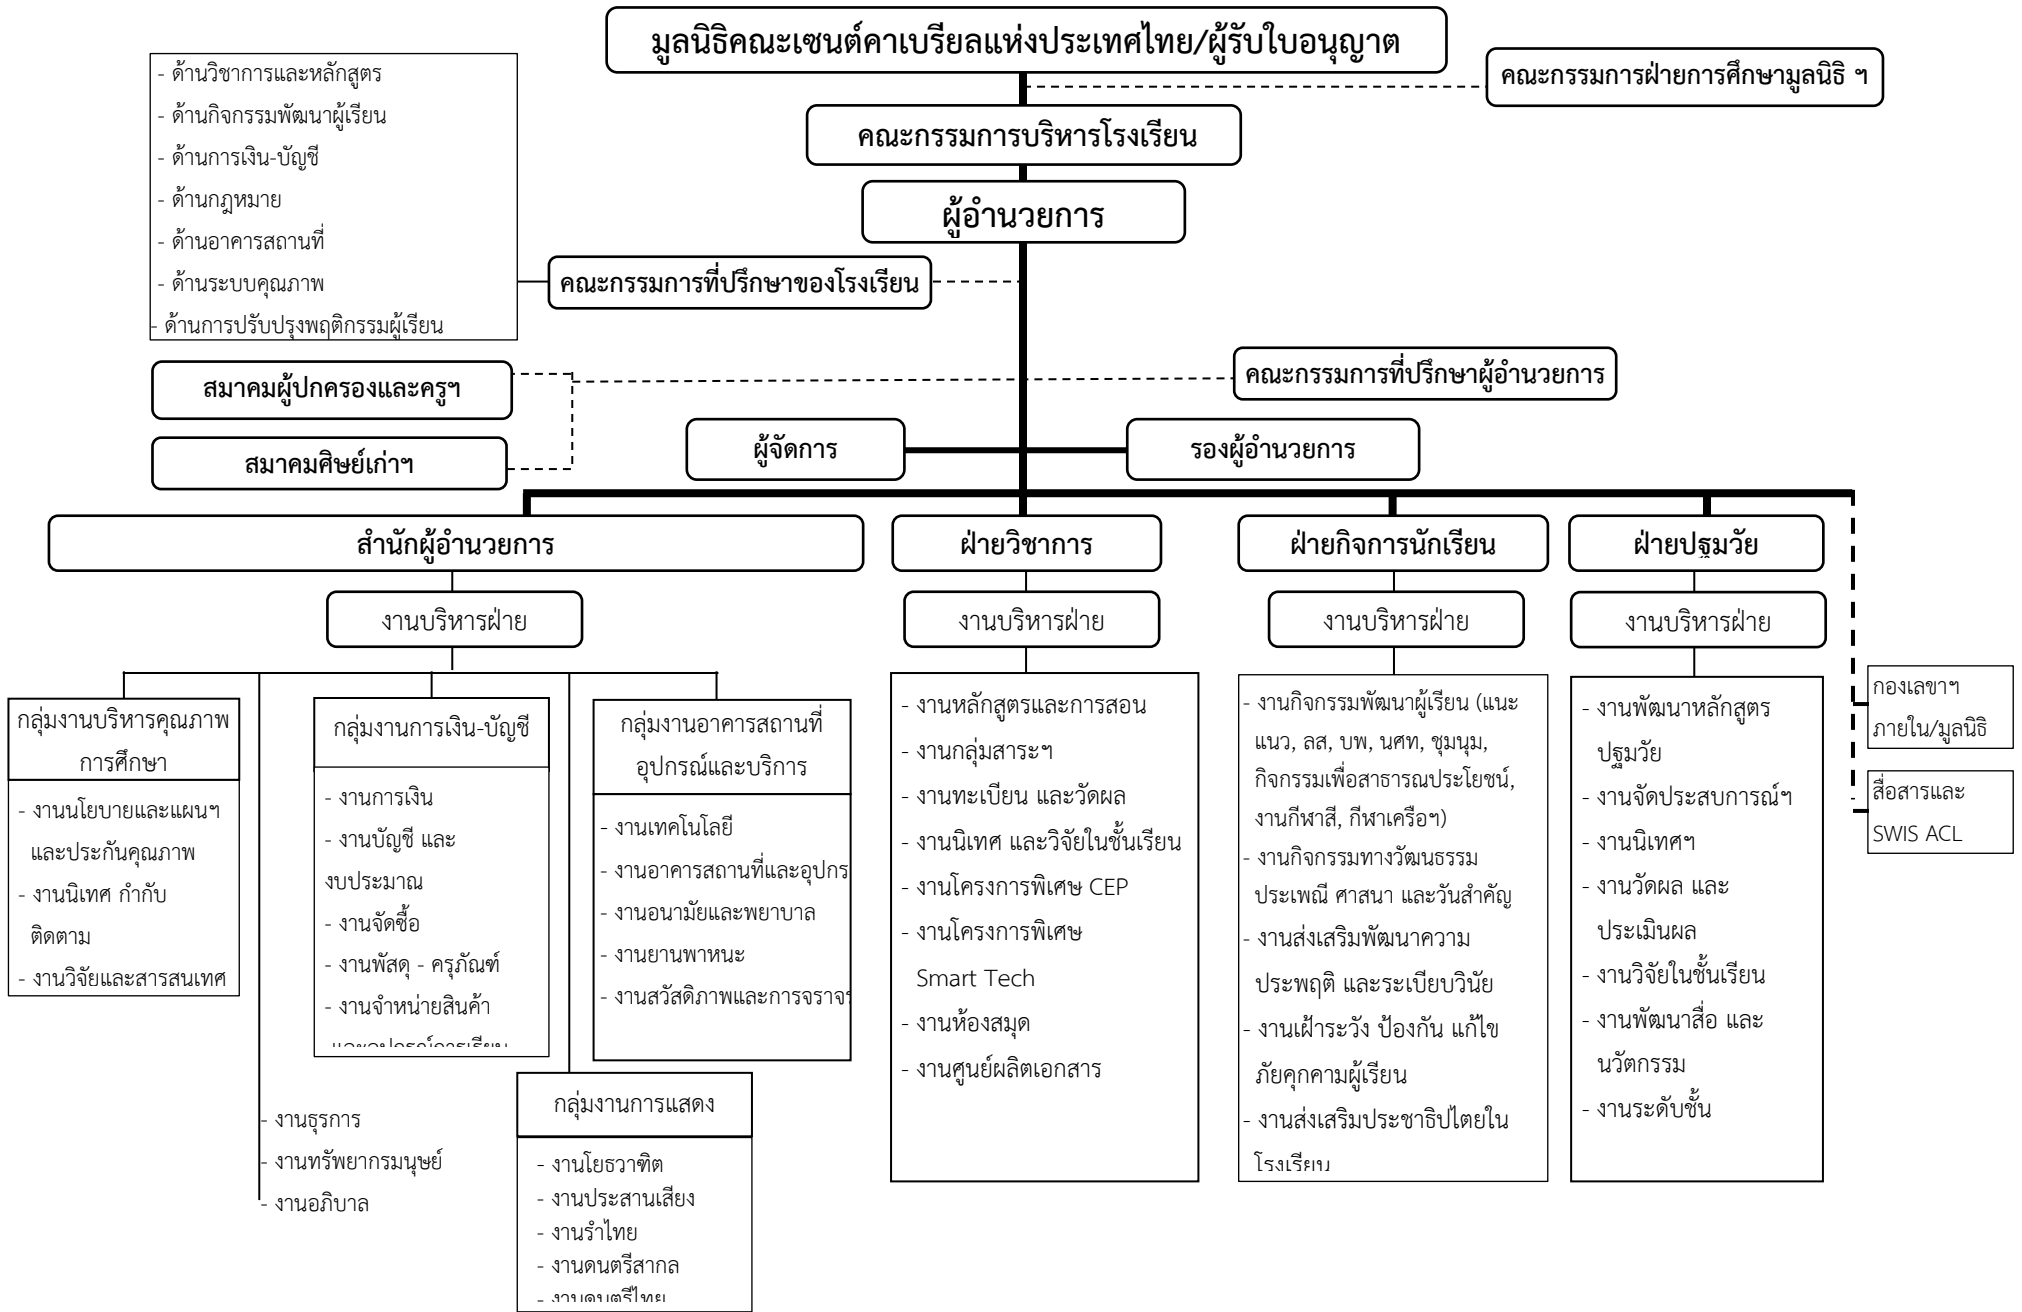 มูลนิธิคณะเซนต์คาเบรียลแห่งประเทศไทย/ผู้รับใบอนุญาต
คณะกรรมการฝ่ายการศึกษามูลนิธิ ฯ
คณะกรรมการบริหารโรงเรียน
ผู้อำนวยการ
- ด้านวิชาการและหลักสูตร
- ด้านกิจกรรมพัฒนาผู้เรียน
- ด้านการเงิน-บัญชี
- ด้านกฎหมาย
- ด้านอาคารสถานที่
- ด้านระบบคุณภาพ
- ด้านการปรับปรุงพฤติกรรมผู้เรียน
คณะกรรมการที่ปรึกษาของโรงเรียน
สมาคมผู้ปกครองและครูฯ
คณะกรรมการที่ปรึกษาผู้อำนวยการ
สมาคมศิษย์เก่าฯ
ผู้จัดการ
รองผู้อำนวยการ
สำนักผู้อำนวยการ
ฝ่ายวิชาการ
ฝ่ายกิจการนักเรียน
ฝ่ายปฐมวัย
งานบริหารฝ่าย
งานบริหารฝ่าย
งานบริหารฝ่าย
งานบริหารฝ่าย
กลุ่มงานบริหารคุณภาพ
การศึกษา
- งานนโยบายและแผนฯ
และประกันคุณภาพ
- งานนิเทศ กำกับ
ติดตาม
- งานวิจัยและสารสนเทศ
- งานธุรการ
- งานทรัพยากรมนุษย์
- งานอภิบาล
กลุ่มงานการเงิน-บัญชี
- งานการเงิน
- งานบัญชี และ
งบประมาณ
- งานจัดซื้อ
- งานพัสดุ - ครุภัณฑ์
- งานจำหน่ายสินค้า
และอุปกรณ์การเรียน
กลุ่มงานการแสดง
- งานโยธวาฑิต
- งานประสานเสียง
- งานรำไทย
- งานดนตรีสากล
- งานดนตรีไทย
กลุ่มงานอาคารสถานที่
อุปกรณ์และบริการ
- งานเทคโนโลยี
- งานอาคารสถานที่และอุปกร
- งานอนามัยและพยาบาล
- งานยานพาหนะ
- งานสวัสดิภาพและการจราจร
- งานหลักสูตรและการสอน
- งานกลุ่มสาระฯ
- งานทะเบียน และวัดผล
- งานนิเทศ และวิจัยในชั้นเรียน
- งานโครงการพิเศษ CEP
- งานโครงการพิเศษ
Smart Tech
- งานห้องสมุด
- งานศูนย์ผลิตเอกสาร
- งานกิจกรรมพัฒนาผู้เรียน (แนะ
แนว, ลส, บพ, นศท, ชุมนุม,
กิจกรรมเพื่อสาธารณประโยชน์,
งานกีฬาสี, กีฬาเครือฯ)
- งานกิจกรรมทางวัฒนธรรม
ประเพณี ศาสนา และวันสำคัญ
- งานส่งเสริมพัฒนาความ
ประพฤติ และระเบียบวินัย
- งานเฝ้าระวัง ป้องกัน แก้ไข
ภัยคุกคามผู้เรียน
- งานส่งเสริมประชาธิปไตยใน
โรงเรียน
- งานพัฒนาหลักสูตร
ปฐมวัย
- งานจัดประสบการณ์ฯ
- งานนิเทศฯ
- งานวัดผล และ
ประเมินผล
- งานวิจัยในชั้นเรียน
- งานพัฒนาสื่อ และ
นวัตกรรม
- งานระดับชั้น
กองเลขาฯ
ภายใน/มูลนิธิ
สื่อสารและ
SWIS ACL